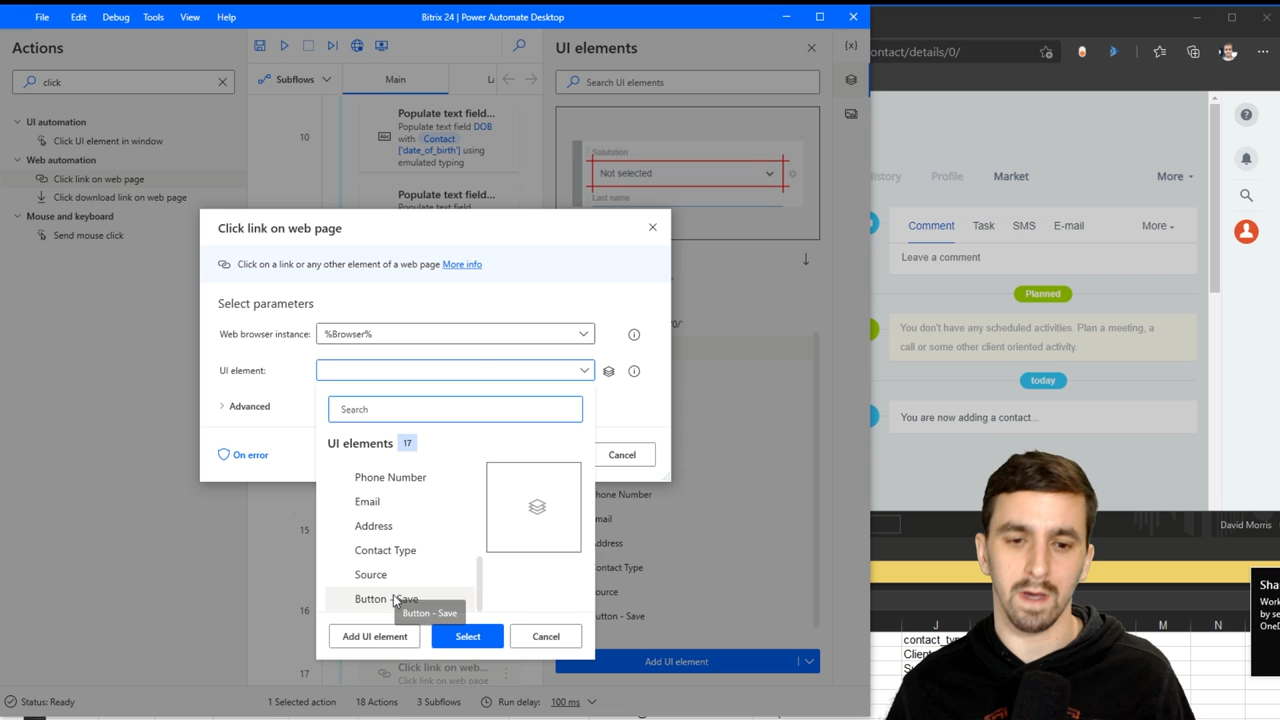 File Edit Debug Tools View Help
Bitrix 24 | Power Automate Desktop
Actions
click
UI automation
Click UI element in window
Web automation
Click link on web page
Click download link on web page
Mouse and keyboard
Send mouse click
Subflows
Main
10
Populate text field...
Populate text field DOB
with Contact
['date_of_birth'] using
emulated typing
Populate text field...
15
16
17
Click link on web...
Click link on web page
UI elements
Search UI elements
{x}
Salutation
Not selected
Last name
Phone Number
Address
Contact Type
Button - Save
Add UI element
Click link on web page
Click on a link or any other element of a web page More info
Select parameters
Web browser instance: %Browser%
UI element:
Advanced
On error
Cancel
Search
UI elements 17
Phone Number
Email
Address
Contact Type
Source
Button - Save
Button - Save
Add UI element Select Cancel
Status: Ready
1 Selected action 18 Actions 3 Subflows Run delay: 100 ms
contact/details/0/
History Profile Market More
Comment Task SMS E-mail More
Leave a comment
Planned
You don't have any scheduled activities. Plan a meeting, a
call or some other client oriented activity.
today
You are now adding a contact...
David Morris
J M N